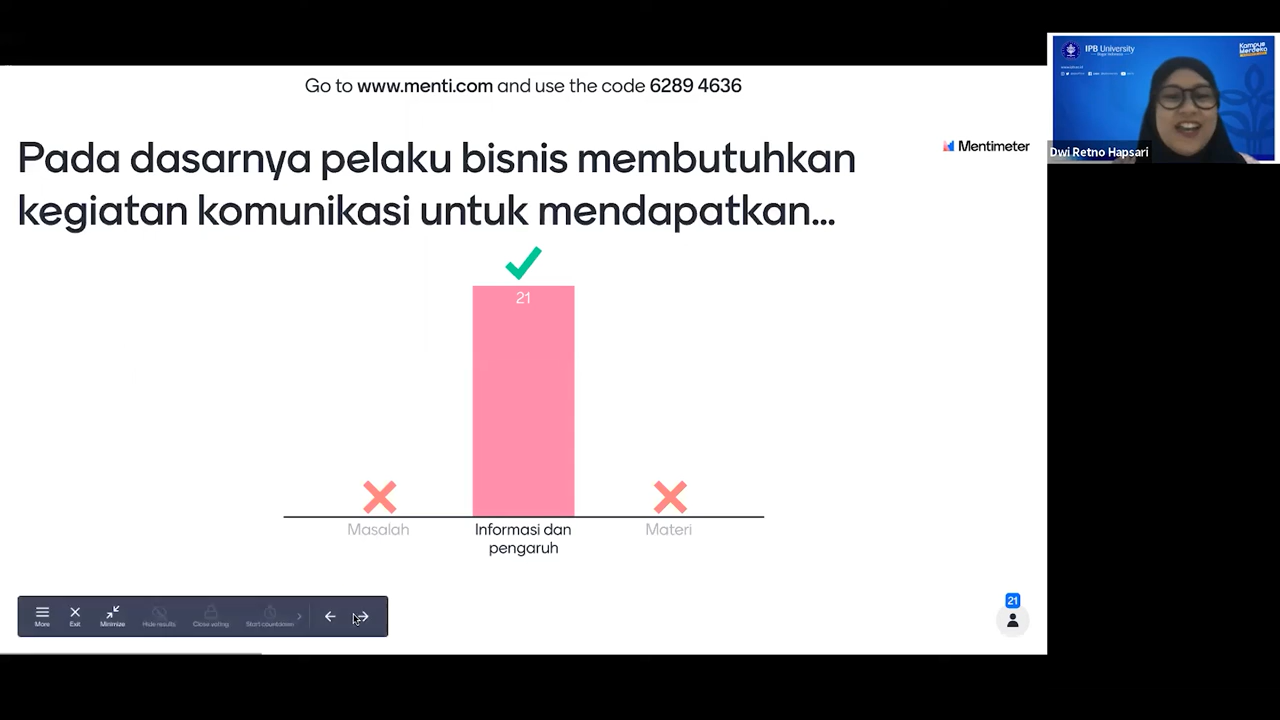 Go to www.menti.com and use the code 6289 4636
Mentimeter
Pada dasarnya pelaku bisnis membutuhkan
kegiatan komunikasi untuk mendapatkan...
21
Masalah
Informasi dan
pengaruh
Materi
More
Exit
Minimize
Hide results
Close voting
Start countdown
21
IPB University
Kampus
Merdeka
Dwi Retno Hapsari